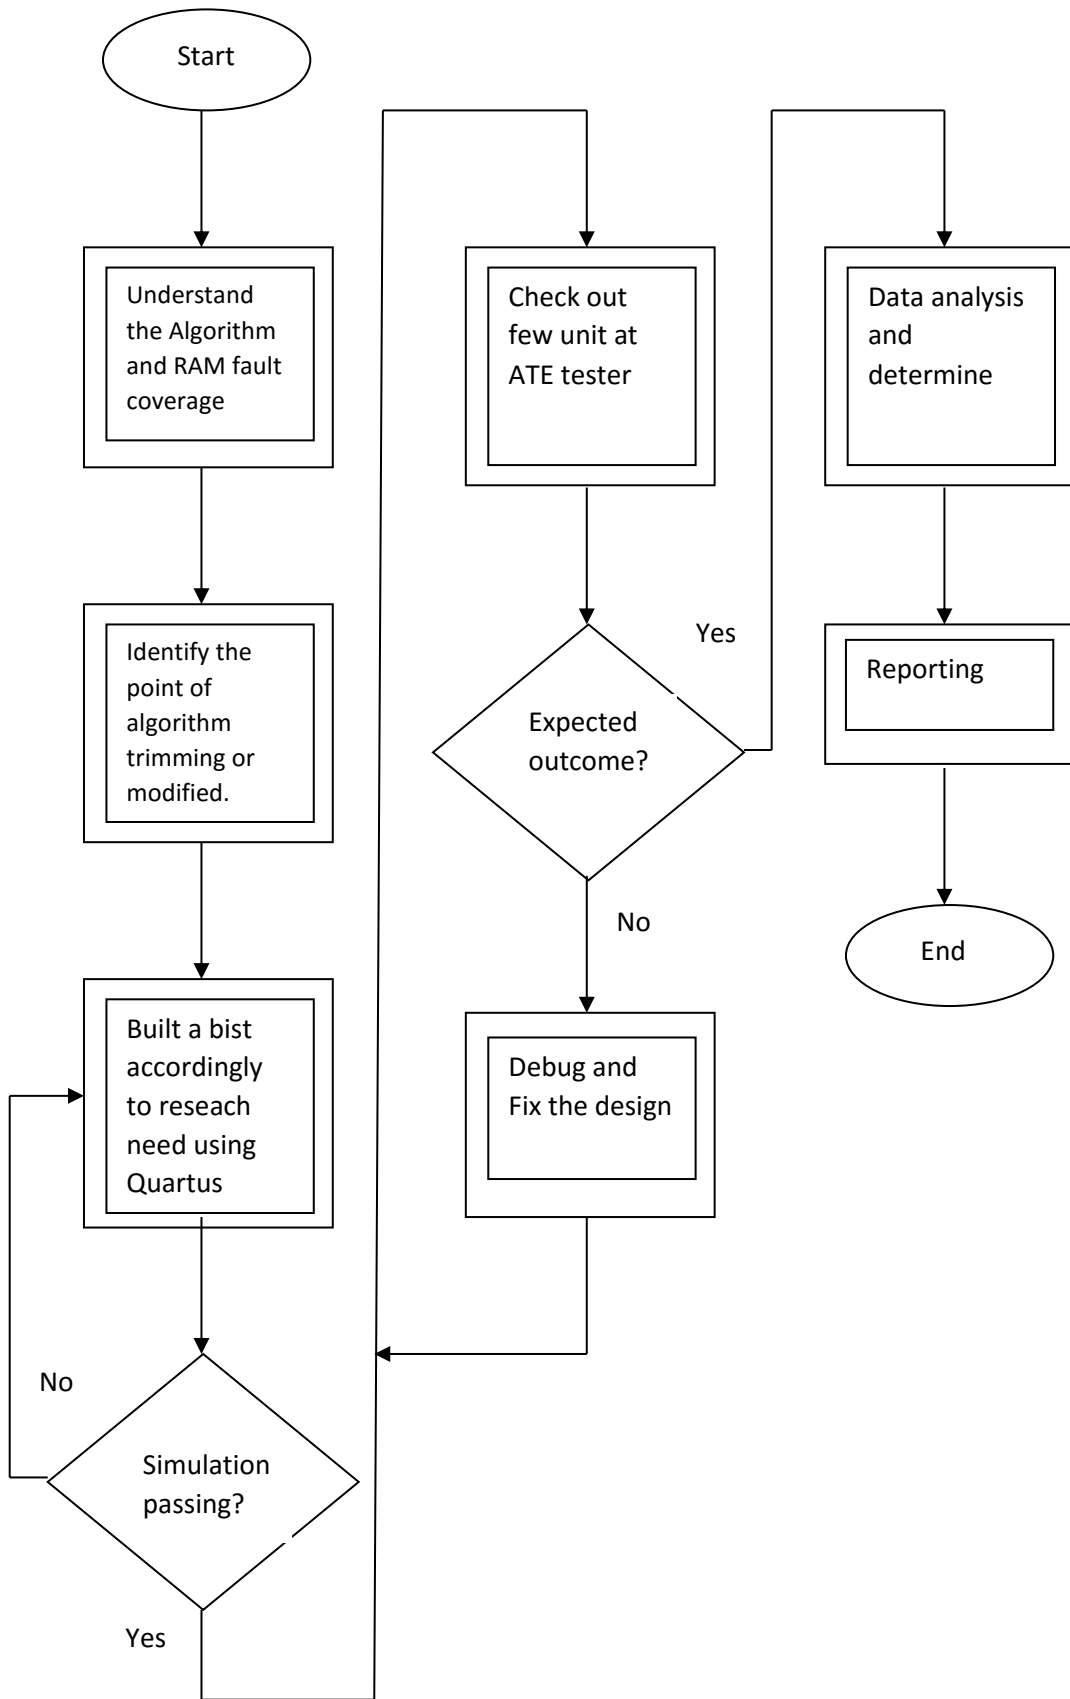 Start
Understand
the Algorithm
and RAM fault
coverage
Identify the
point of
algorithm
trimming or
modified.
Built a bist
accordingly
to reseach
need using
Quartus
No
Simulation
passing?
Yes
Check out
few unit at
ATE tester
Yes
Expected
outcome?
No
Debug and
Fix the design
Data analysis
and
determine
Reporting
End